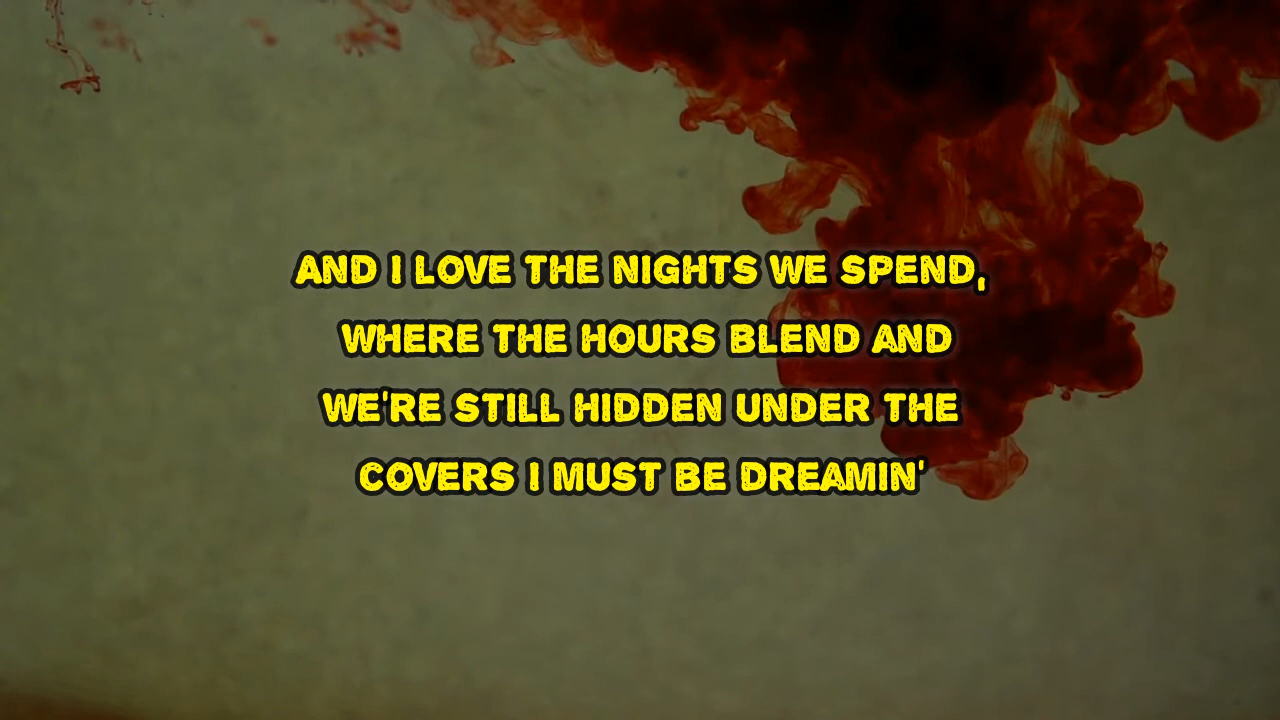 AND I LOVE THE NIGHTS WE SPEND,
WHERE THE HOURS BLEND AND
WE'RE STILL HIDDEN UNDER THE
COVERS I MUST BE DREAMIN'